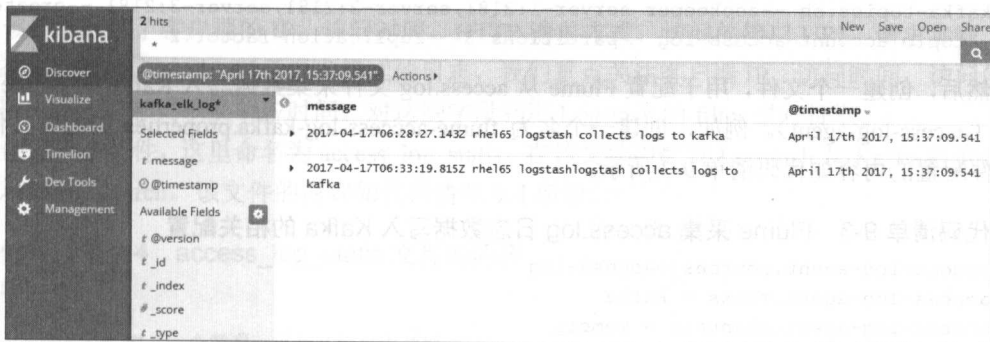 2 hits
New Save Open Share
kibana
*
@timestamp: "April 17th 2017, 15:37:09.541" Actions
Discover
Visualize
Dashboard
Timelion
Dev Tools
Management
kafka_elk_log*
Selected Fields
t message
@timestamp
Available Fields
t @version
t _id
t _index
# _score
t _type
message @timestamp
2017-04-17T06:28:27.143Z rhel65 logstash collects logs to kafka April 17th 2017, 15:37:09.541
2017-04-17T06:33:19.815Z rhel65 logstashlogstash collects logs to April 17th 2017, 15:37:09.541
kafka